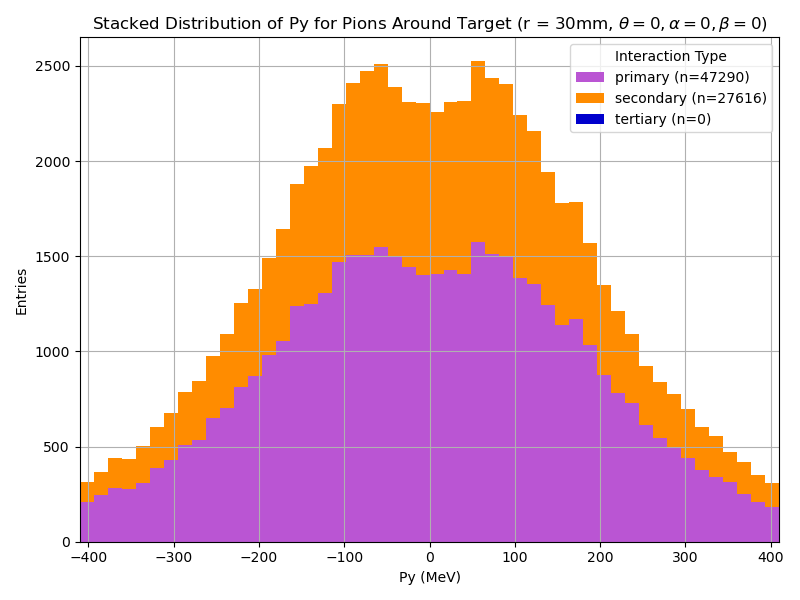 Stacked Distribution of Py for Pions Around Target (r = 30mm, θ = 0, α = 0, β = 0)
Interaction Type
primary (n=47290)
secondary (n=27616)
tertiary (n=0)
Entries
2500
2000
1500
1000
500
0
−400 −300 −200 −100 0 100 200 300 400
Py (MeV)